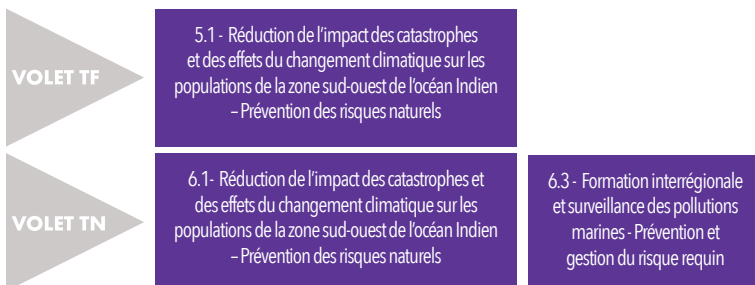 VOLET TF
5.1 - Réduction de l'impact des catastrophes
et des effets du changement climatique sur les
populations de la zone sud-ouest de l'océan Indien
– Prévention des risques naturels
VOLET TN
6.1- Réduction de l'impact des catastrophes et
des effets du changement climatique sur les
populations de la zone sud-ouest de l'océan Indien
– Prévention des risques naturels
6.3 - Formation interrégionale
et surveillance des pollutions
marines - Prévention et
gestion du risque requin